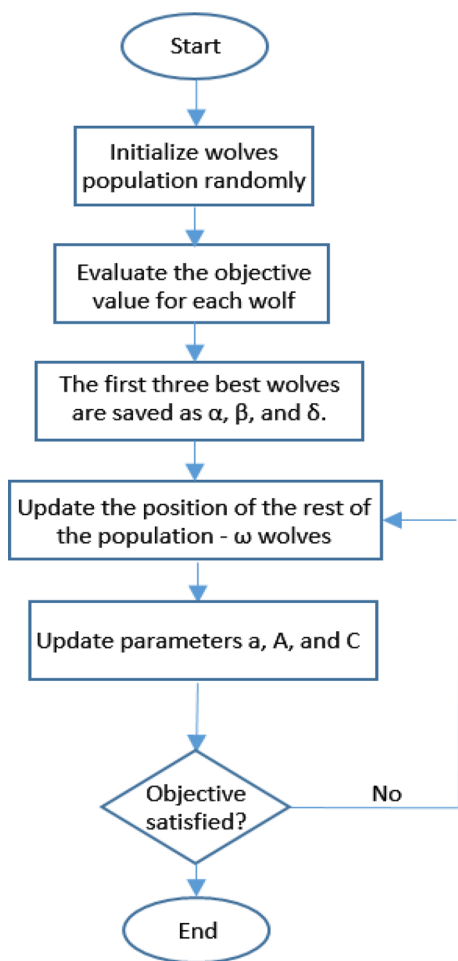 Start
Initialize wolves
population randomly
Evaluate the objective
value for each wolf
The first three best wolves
are saved as α, β, and δ.
Update the position of the rest of
the population - ω wolves
Update parameters a, A, and C
Objective
satisfied?
No
End